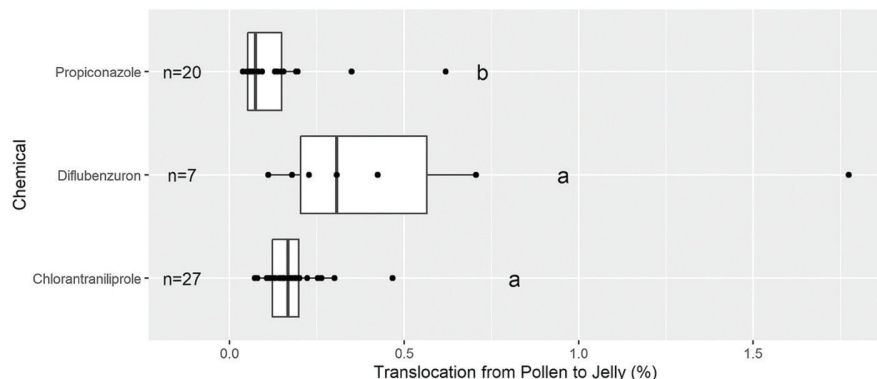 Chemical
Propiconazole
n=20
b
Diflubenzuron
n=7
a
Chlorantraniliprole
n=27
a
0.0
0.5
1.0
1.5
Translocation from Pollen to Jelly (%)